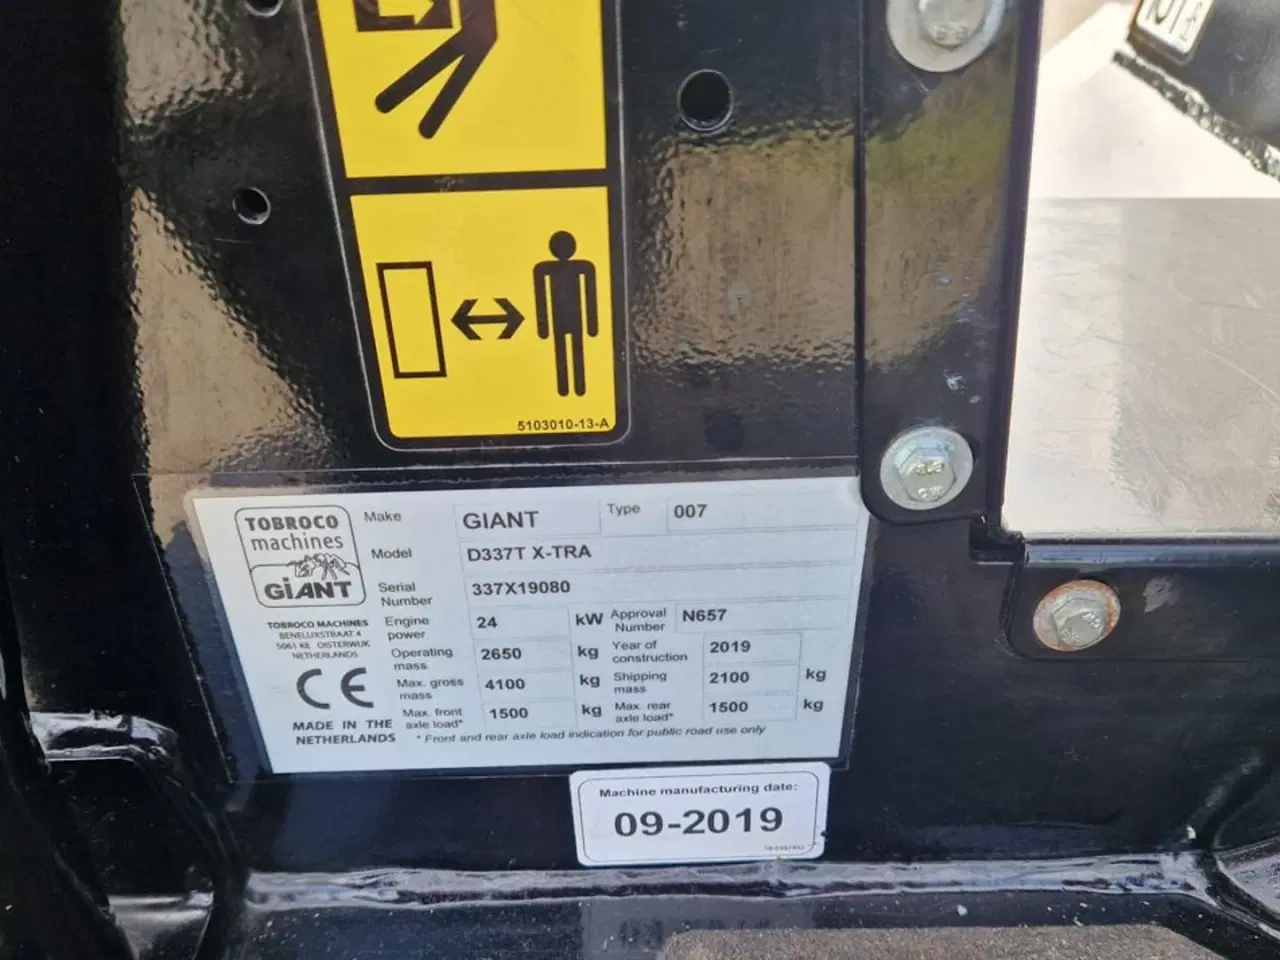 5103010-13-A
TOBROCO
machines
GiANT
TOBROCO MACHINES
BENELUXSTRAAT 4
5061 KE OISTERWIJK
NETHERLANDS
CE
MADE IN THE
NETHERLANDS
Make GIANT Type 007
Model D337T X-TRA
Serial Number 337X19080
Engine power 24 kW Approval Number N657
Operating mass 2650 kg Year of construction 2019
Max. gross mass 4100 kg Shipping mass 2100 kg
Max. front axle load* 1500 kg Max. rear axle load* 1500 kg
* Front and rear axle load indication for public road use only
Machine manufacturing date:
09-2019
8.8